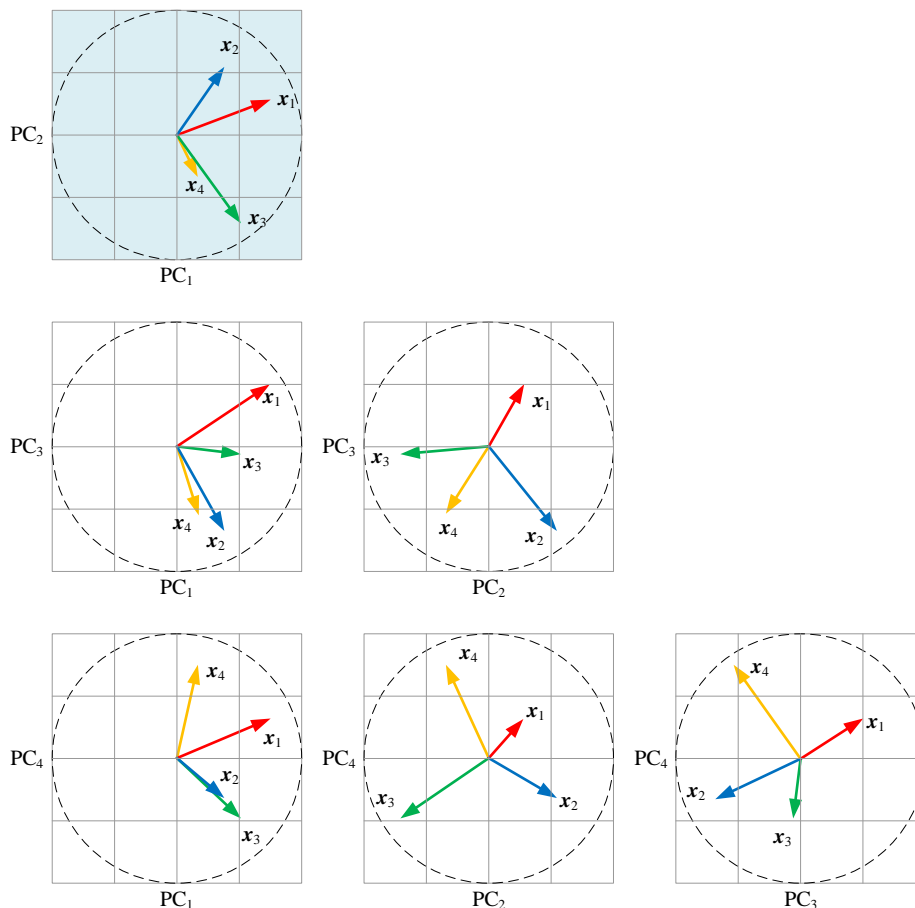 x₂
x₁
PC₂
x₄
x₃
PC₁
x₁
x₁
PC₃
x₃
x₃
x₄
x₂
x₄
x₂
PC₁
PC₂
x₄
x₄
x₄
x₁
x₁
x₁
PC₄
x₂
PC₄
PC₄
x₃
x₂
x₂
x₃
x₃
PC₁
PC₂
PC₃